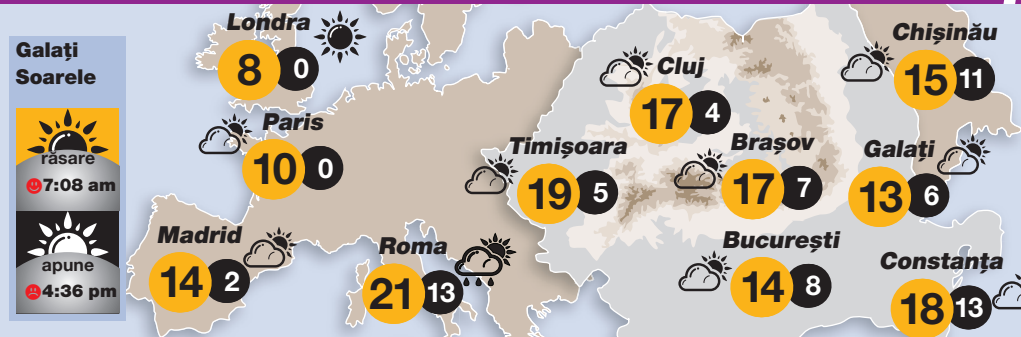 Galați
Soarele
răsare
7:08 am
apune
4:36 pm
Londra
8 0
Paris
10 0
Madrid
14 2
Roma
21 13
Timișoara
19 5
Cluj
17 4
Brașov
17 7
București
14 8
Chișinău
15 11
Galați
13 6
Constanța
18 13